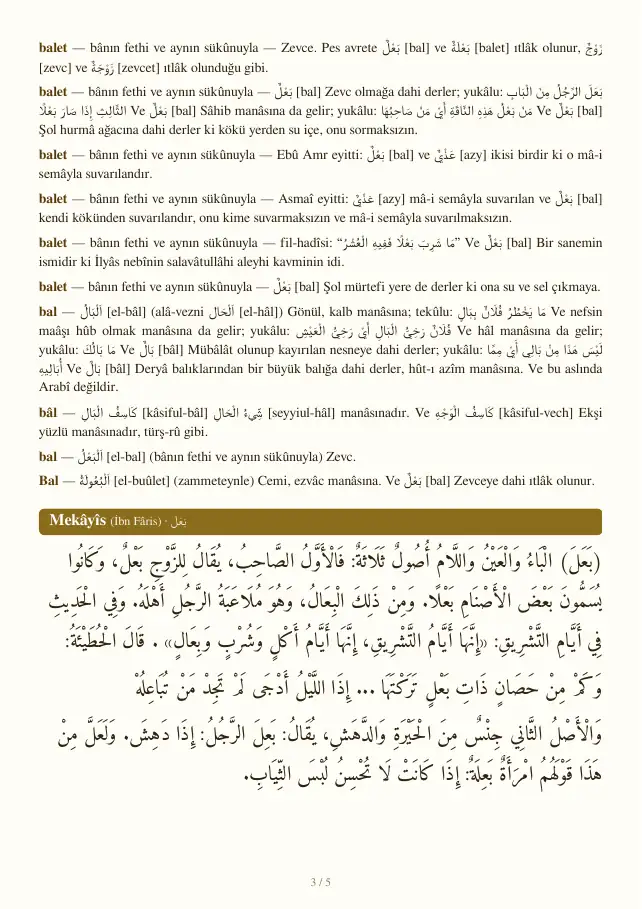 balet — bânın fethi ve aynın sükûnuyla — Zevce. Pes avrete بَعْلٌ [bal] ve بَعْلَةٌ [balet] ıtlâk olunur, زَوْجٌ
[zevc] ve زَوْجَةٌ [zevcet] ıtlâk olunduğu gibi.
balet — bânın fethi ve aynın sükûnuyla — بَعْلٌ [bal] Zevc olmağa dahi derler; yukâlu: بَعَلَ الرَّجُلُ مِنَ الْبَابِ
الثَّالِثِ إِذَا صَارَ بَعْلًا Ve بَعْلٌ [bal] Sâhib manâsına da gelir; yukâlu: مَنْ بَعْلُ هَذِهِ النَّاقَةِ أَيْ مَنْ صَاحِبُهَا Ve بَعْلٌ [bal]
Şol hurmâ ağacına dahi derler ki kökü yerden su içe, onu sormaksızın.
balet — bânın fethi ve aynın sükûnuyla — Ebû Amr eyitti: بَعْلٌ [bal] ve عَذْيٌ [azy] ikisi birdir ki o mâ-i
semâyla suvarılandır.
balet — bânın fethi ve aynın sükûnuyla — Asmaî eyitti: عَذْيٌ [azy] mâ-i semâyla suvarılan ve بَعْلٌ [bal]
kendi kökünden suvarılandır, onu kime suvarmaksızın ve mâ-i semâyla suvarılmaksızın.
balet — bânın fethi ve aynın sükûnuyla — fil-hadîsi: “مَا شَرِبَ بَعْلًا فَفِيهِ الْعُشْرُ” Ve بَعْلٌ [bal] Bir sanemin
ismidir ki İlyâs nebînin salavâtullâhi aleyhi kavminin idi.
balet — bânın fethi ve aynın sükûnuyla — بَعْلٌ [bal] Şol mürtefi yere de derler ki ona su ve sel çıkmaya.
bal — اَلْبَالُ [el-bâl] (alâ-vezni اَلْحَالِ [el-hâl]) Gönül, kalb manâsına; tekûlu: مَا يَخْطُرُ فُلَانٌ بِبَالِي Ve nefsin
maâşı hûb olmak manâsına da gelir; yukâlu: فُلَانٌ رَخِيُّ الْبَالِ أَيْ رَخِيُّ الْعَيْشِ Ve hâl manâsına da gelir;
yukâlu: مَا بَالُكَ Ve بَالٌ [bâl] Mübâlât olunup kayırılan nesneye dahi derler; yukâlu: لَيْسَ هَذَا مِنْ بَالِي أَيْ مِمَّا
أُبَالِيهِ Ve بَالٌ [bâl] Deryâ balıklarından bir büyük balığa dahi derler, hût-ı azîm manâsına. Ve bu aslında
Arabî değildir.
bâl — كَاسِفُ الْبَالِ [kâsiful-bâl] سَيِّءُ الْحَالِ [seyyiul-hâl] manâsınadır. Ve كَاسِفُ الْوَجْهِ [kâsiful-vech] Ekşi
yüzlü manâsınadır, türş-rû gibi.
bal — اَلْبَعْلُ [el-bal] (bânın fethi ve aynın sükûnuyla) Zevc.
Bal — اَلْبُعُولَةُ [el-buûlet] (zammeteynle) Cemi, ezvâc manâsına. Ve بَعْلٌ [bal] Zevceye dahi ıtlâk olunur.
Mekâyîs (İbn Fâris) · بَعَلَ
(بَعَلَ) الْبَاءُ وَالْعَيْنُ وَاللَّامُ أُصُولٌ ثَلَاثَةٌ: فَالْأَوَّلُ الصَّاحِبُ، يُقَالُ لِلزَّوْجِ بَعْلٌ، وَكَانُوا
يُسَمُّونَ بَعْضَ الْأَصْنَامِ بَعْلًا. وَمِنْ ذَلِكَ الْبِعَالُ، وَهُوَ مُلَاعَبَةُ الرَّجُلِ أَهْلَهُ. وَفِي الْحَدِيثِ
فِي أَيَّامِ التَّشْرِيقِ: «إِنَّهَا أَيَّامُ التَّشْرِيقِ، إِنَّهَا أَيَّامُ أَكْلٍ وَشُرْبٍ وَبِعَالٍ» . قَالَ الْحُطَيْئَةُ:
وَكَمْ مِنْ حَصَانٍ ذَاتِ بَعْلٍ تَرَكْتَهَا ... إِذَا اللَّيْلُ أَدْجَى لَمْ تَجِدْ مَنْ تُبَاعِلُهْ
وَالْأَصْلُ الثَّانِي جِنْسٌ مِنَ الْحَيْرَةِ وَالدَّهَشِ، يُقَالُ: بَعِلَ الرَّجُلُ: إِذَا دَهِشَ. وَلَعَلَّ مِنْ
هَذَا قَوْلَهُمُ امْرَأَةٌ بَعِلَةٌ: إِذَا كَانَتْ لَا تُحْسِنُ لُبْسَ الثِّيَابِ.
3 / 5